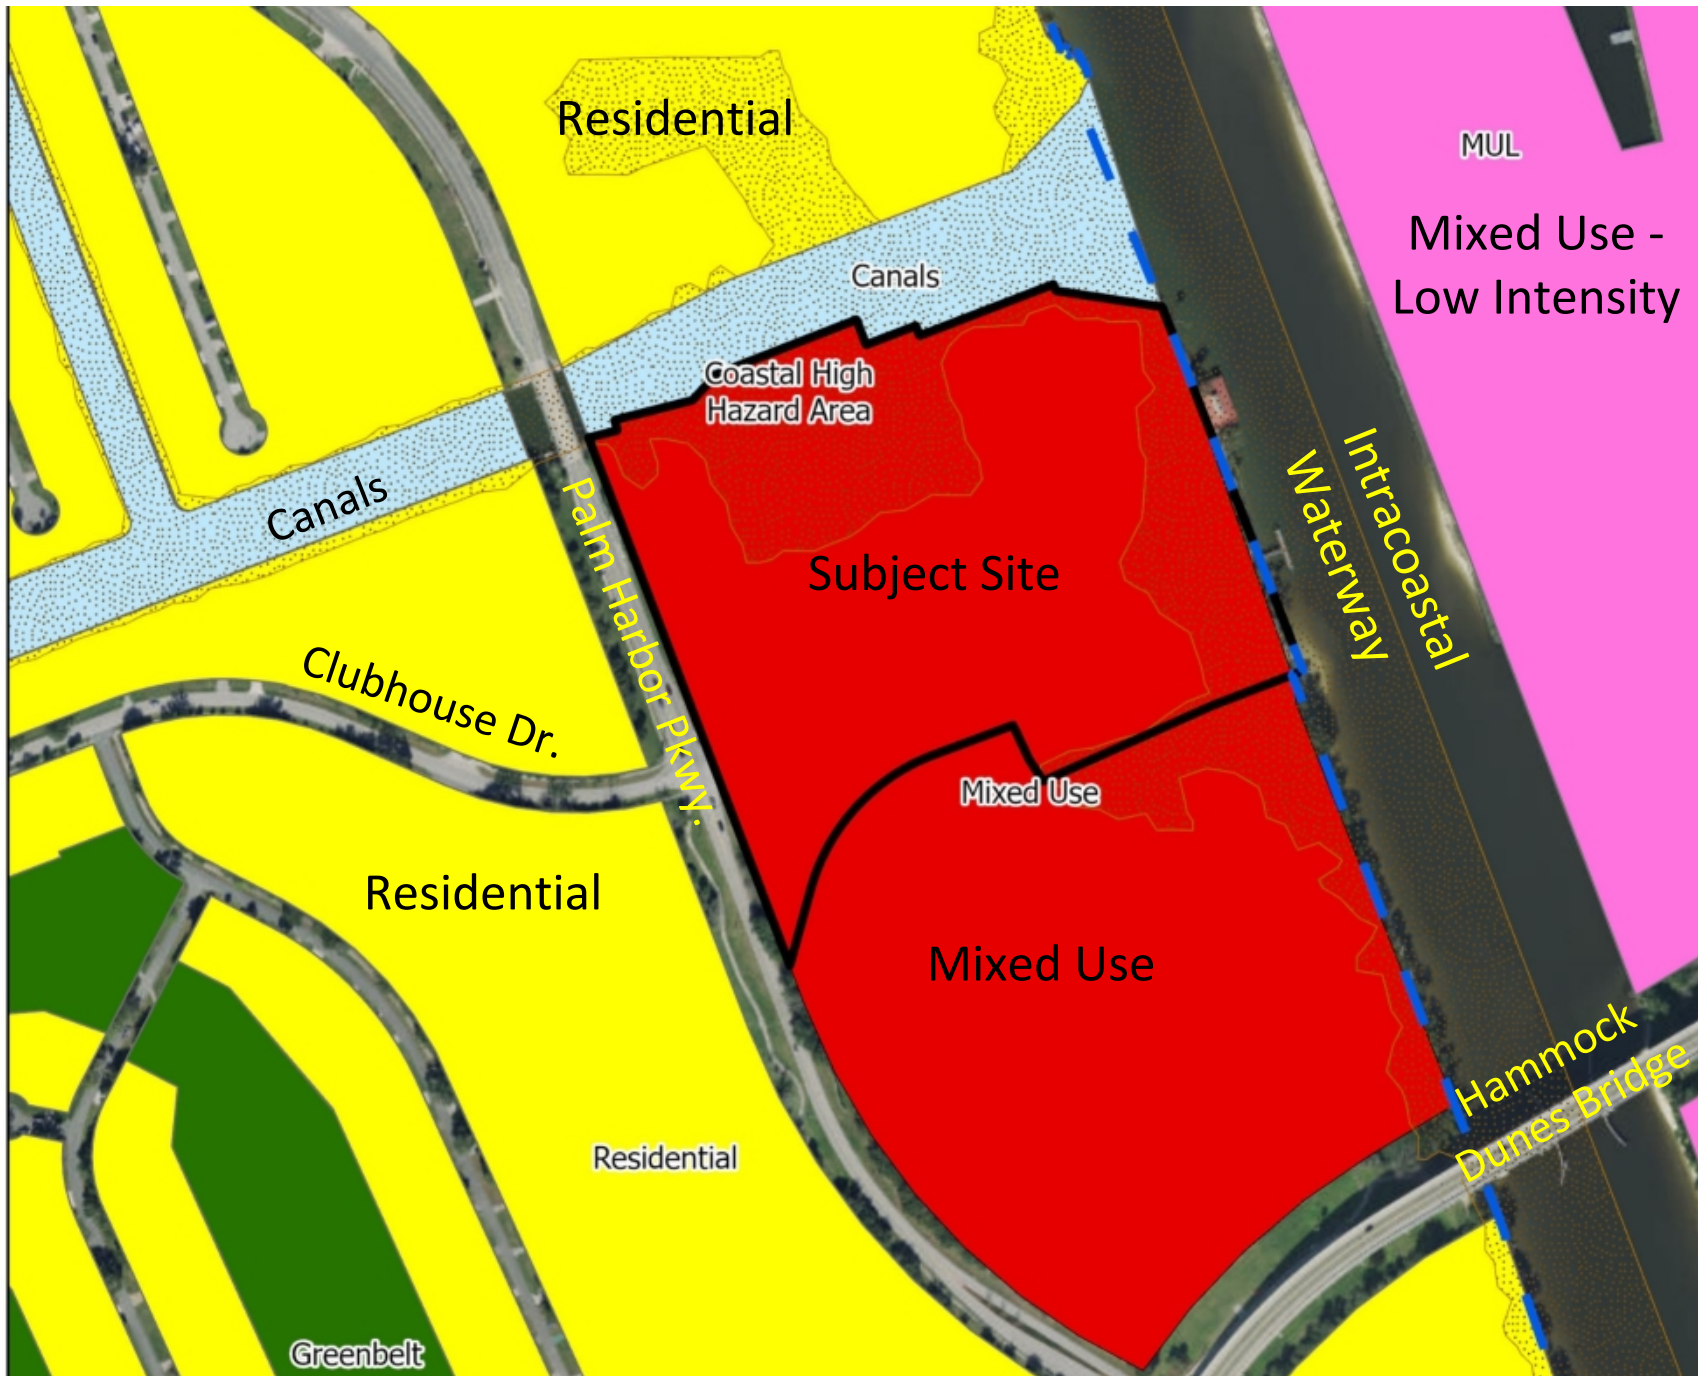 Residential
MUL
Mixed Use -
Low Intensity
Canals
Coastal High
Hazard Area
Canals
Palm Harbor Pkwy.
Intracoastal
Waterway
Subject Site
Clubhouse Dr.
Mixed Use
Residential
Mixed Use
Hammock
Dunes Bridge
Residential
Greenbelt